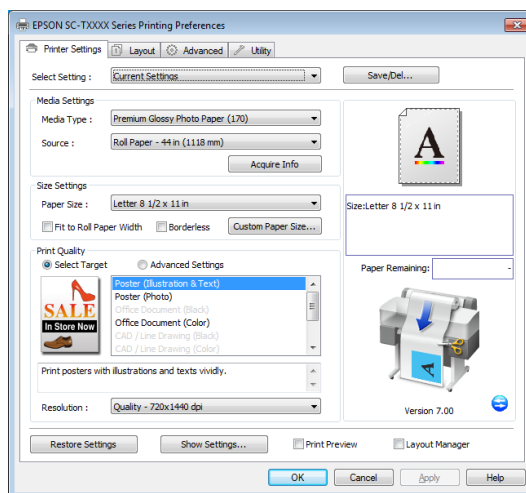 EPSON SC-TXXXX Series Printing Preferences
Printer Settings Layout Advanced Utility
Select Setting : Current Settings Save/Del...
Media Settings
Media Type : Premium Glossy Photo Paper (170)
Source : Roll Paper - 44 in (1118 mm)
Acquire Info
A
Size Settings
Paper Size : Letter 8 1/2 x 11 in
Fit to Roll Paper Width Borderless Custom Paper Size...
Size:Letter 8 1/2 x 11 in
Print Quality
Select Target Advanced Settings
SALE
In Store Now
Poster (Illustration & Text)
Poster (Photo)
Office Document (Black)
Office Document (Color)
CAD / Line Drawing (Black)
CAD / Line Drawing (Color)
Paper Remaining: -
A
Print posters with illustrations and texts vividly.
Resolution : Quality - 720x1440 dpi
Version 7.00
Restore Settings Show Settings... Print Preview Layout Manager
OK Cancel Apply Help